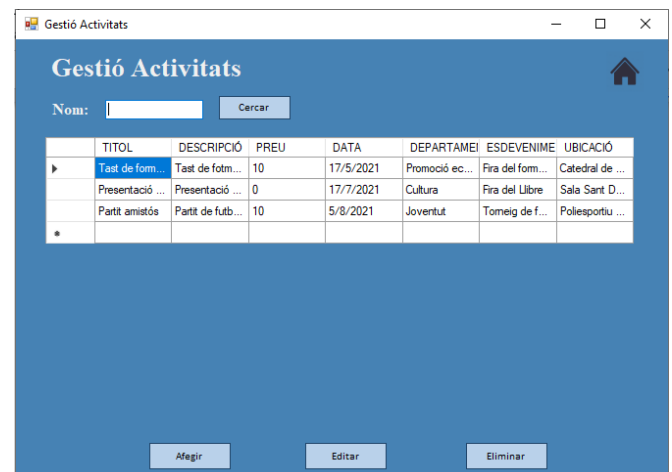 Gestió Activitats
Gestió Activitats
Nom: Cercar
TITOL DESCRIPCIÓ PREU DATA DEPARTAMEI ESDEVENIME UBICACIÓ
Tast de form... Tast de fotm... 10 17/5/2021 Promoció ec... Fira del form... Catedral de ...
Presentació ... Presentació ... 0 17/7/2021 Cultura Fira del Llibre Sala Sant D...
Partit amistós Partit de futb... 10 5/8/2021 Joventut Torneig de f... Poliesportiu ...
Afegir Editar Eliminar